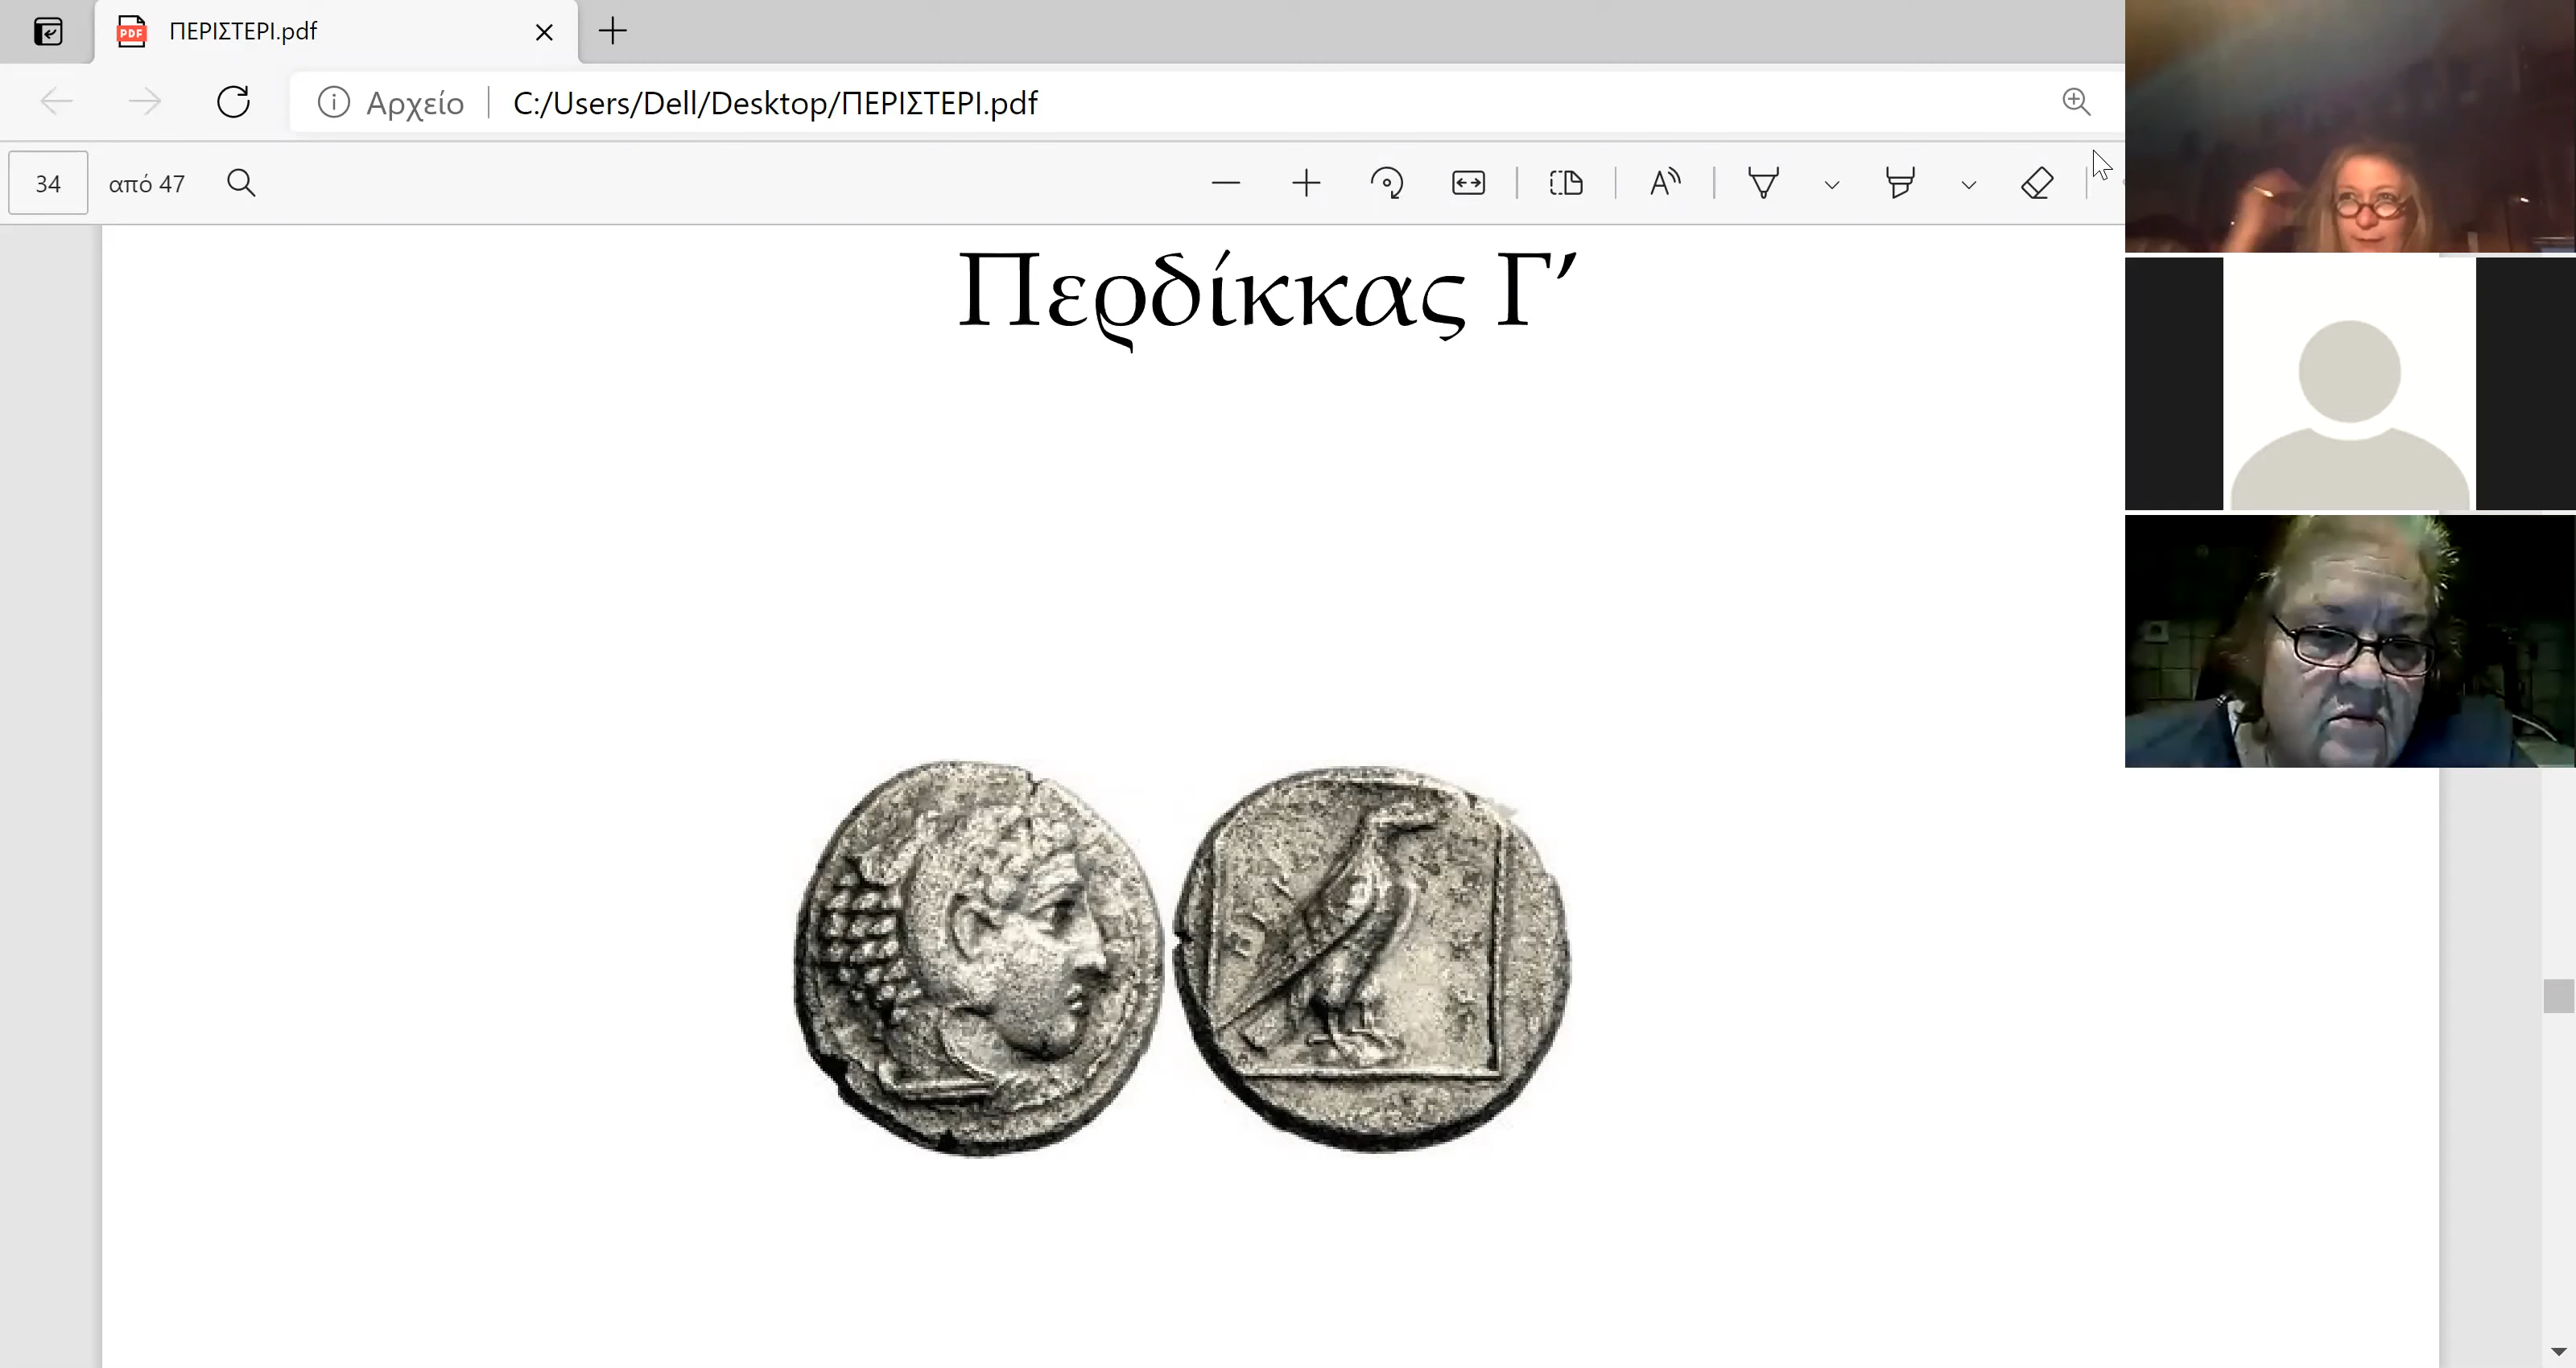 ΠΕΡΙΣΤΕΡΙ.pdf
Αρχείο
C:/Users/Dell/Desktop/ΠΕΡΙΣΤΕΡΙ.pdf
34 από 47
Περδίκκας Γ′